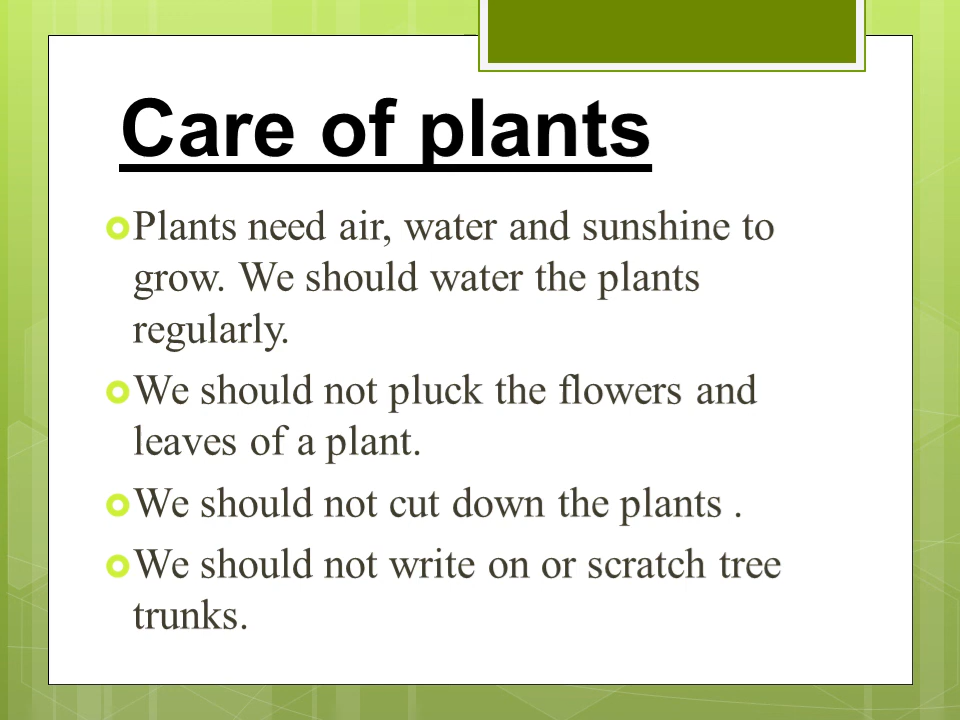 Care of plants
Plants need air, water and sunshine to
grow. We should water the plants
regularly.
We should not pluck the flowers and
leaves of a plant.
We should not cut down the plants .
We should not write on or scratch tree
trunks.